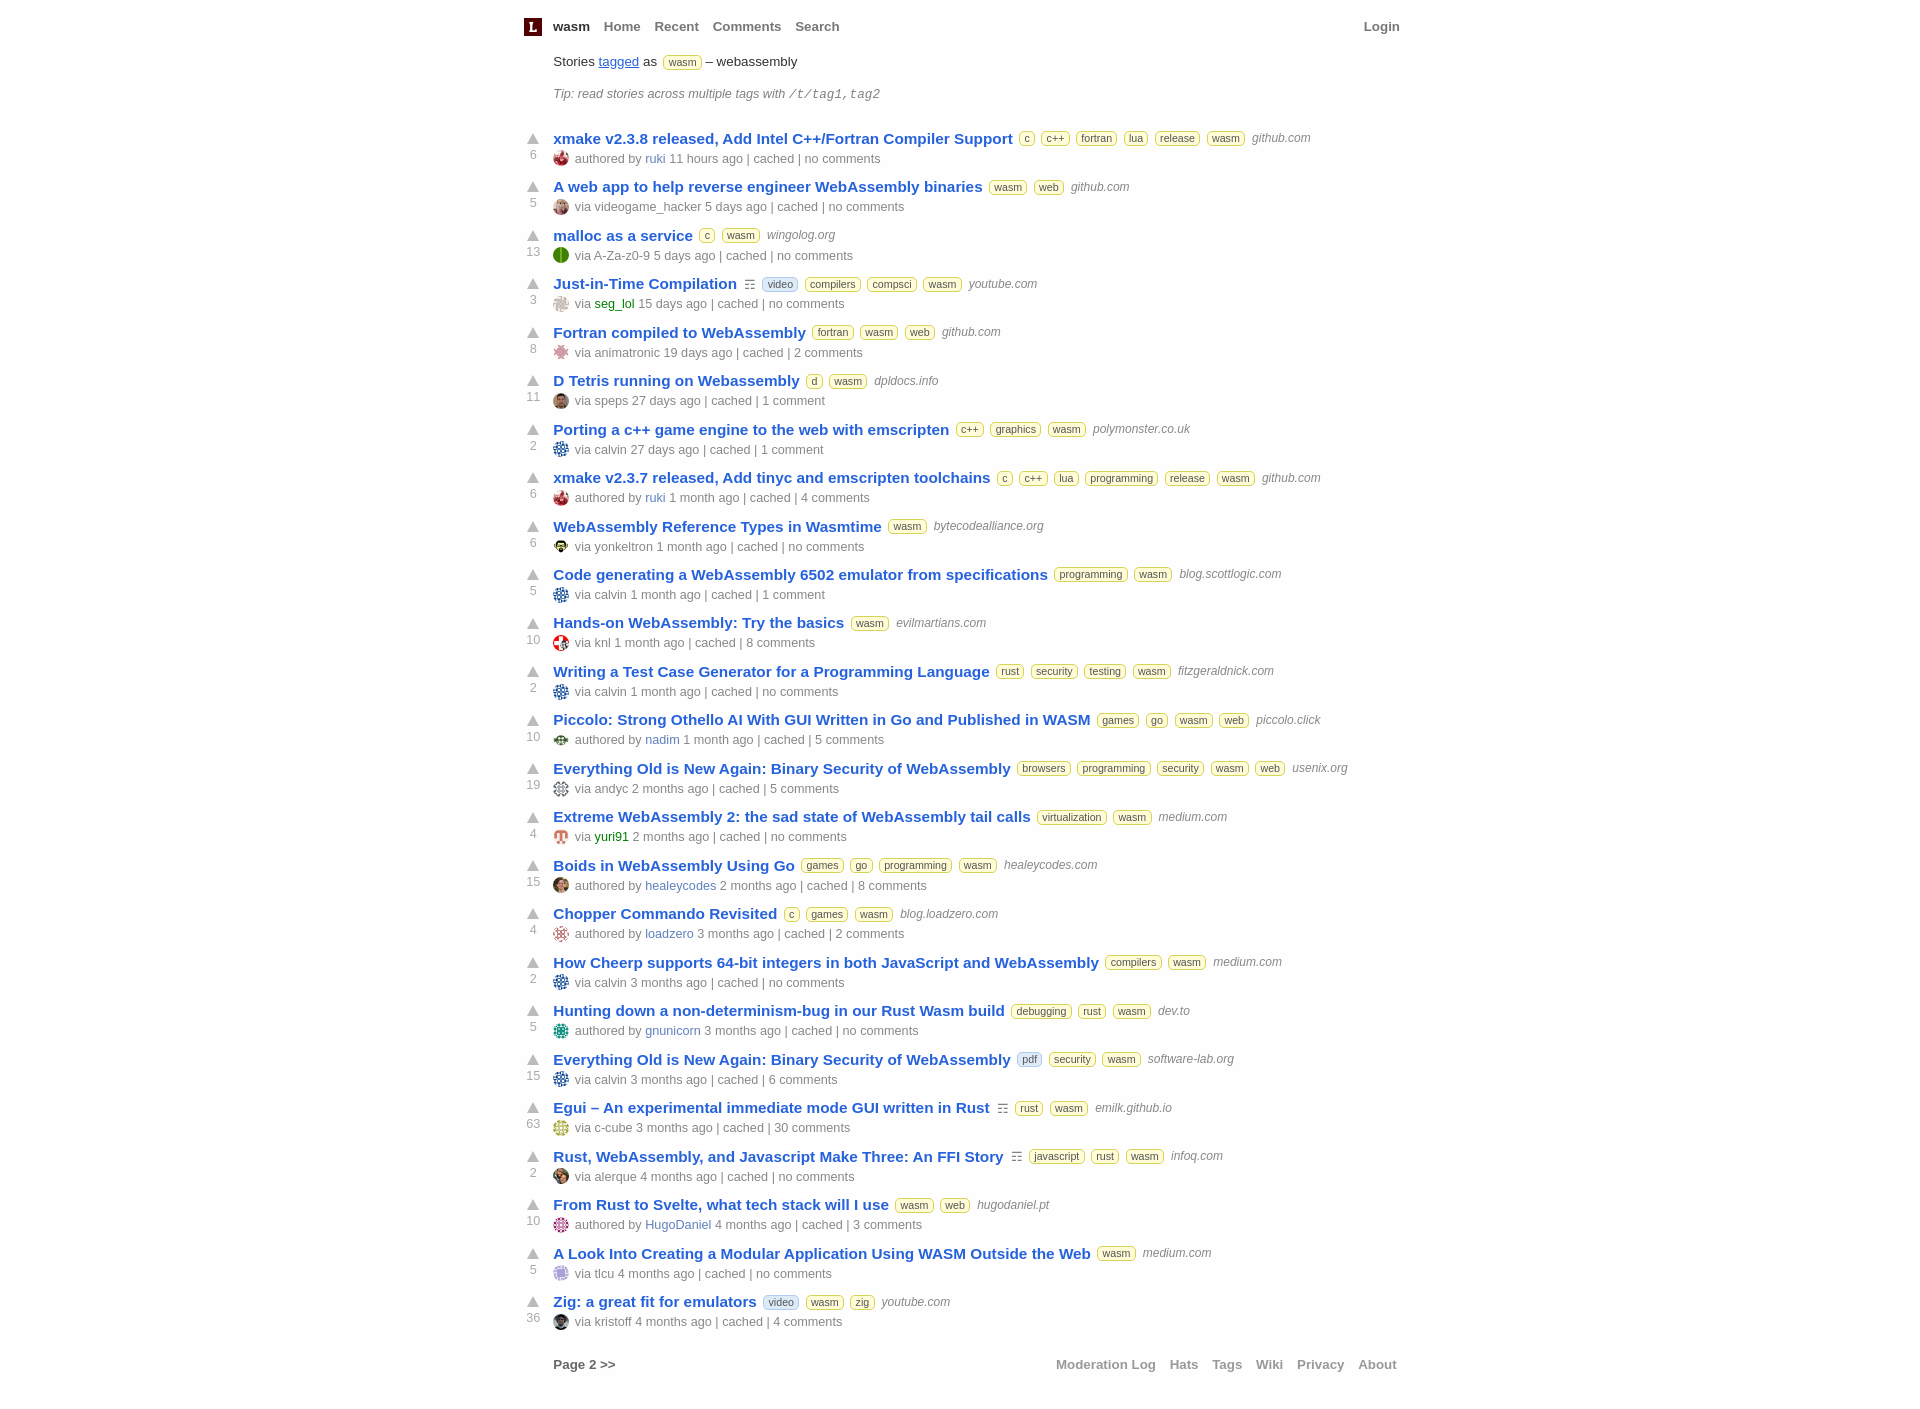 L wasm Home Recent Comments Search Login
Stories tagged as wasm – webassembly
Tip: read stories across multiple tags with /t/tag1,tag2
xmake v2.3.8 released, Add Intel C++/Fortran Compiler Support c c++ fortran lua release wasm github.com
6 authored by ruki 11 hours ago | cached | no comments
A web app to help reverse engineer WebAssembly binaries wasm web github.com
5 via videogame_hacker 5 days ago | cached | no comments
malloc as a service c wasm wingolog.org
13 via A-Za-z0-9 5 days ago | cached | no comments
Just-in-Time Compilation ☶ video compilers compsci wasm youtube.com
3 via seg_lol 15 days ago | cached | no comments
Fortran compiled to WebAssembly fortran wasm web github.com
8 via animatronic 19 days ago | cached | 2 comments
D Tetris running on Webassembly d wasm dpldocs.info
11 via speps 27 days ago | cached | 1 comment
Porting a c++ game engine to the web with emscripten c++ graphics wasm polymonster.co.uk
2 via calvin 27 days ago | cached | 1 comment
xmake v2.3.7 released, Add tinyc and emscripten toolchains c c++ lua programming release wasm github.com
6 authored by ruki 1 month ago | cached | 4 comments
WebAssembly Reference Types in Wasmtime wasm bytecodealliance.org
6 via yonkeltron 1 month ago | cached | no comments
Code generating a WebAssembly 6502 emulator from specifications programming wasm blog.scottlogic.com
5 via calvin 1 month ago | cached | 1 comment
Hands-on WebAssembly: Try the basics wasm evilmartians.com
10 via knl 1 month ago | cached | 8 comments
Writing a Test Case Generator for a Programming Language rust security testing wasm fitzgeraldnick.com
2 via calvin 1 month ago | cached | no comments
Piccolo: Strong Othello AI With GUI Written in Go and Published in WASM games go wasm web piccolo.click
10 authored by nadim 1 month ago | cached | 5 comments
Everything Old is New Again: Binary Security of WebAssembly browsers programming security wasm web usenix.org
19 via andyc 2 months ago | cached | 5 comments
Extreme WebAssembly 2: the sad state of WebAssembly tail calls virtualization wasm medium.com
4 via yuri91 2 months ago | cached | no comments
Boids in WebAssembly Using Go games go programming wasm healeycodes.com
15 authored by healeycodes 2 months ago | cached | 8 comments
Chopper Commando Revisited c games wasm blog.loadzero.com
4 authored by loadzero 3 months ago | cached | 2 comments
How Cheerp supports 64-bit integers in both JavaScript and WebAssembly compilers wasm medium.com
2 via calvin 3 months ago | cached | no comments
Hunting down a non-determinism-bug in our Rust Wasm build debugging rust wasm dev.to
5 authored by gnunicorn 3 months ago | cached | no comments
Everything Old is New Again: Binary Security of WebAssembly pdf security wasm software-lab.org
15 via calvin 3 months ago | cached | 6 comments
Egui – An experimental immediate mode GUI written in Rust ☶ rust wasm emilk.github.io
63 via c-cube 3 months ago | cached | 30 comments
Rust, WebAssembly, and Javascript Make Three: An FFI Story ☶ javascript rust wasm infoq.com
2 via alerque 4 months ago | cached | no comments
From Rust to Svelte, what tech stack will I use wasm web hugodaniel.pt
10 authored by HugoDaniel 4 months ago | cached | 3 comments
A Look Into Creating a Modular Application Using WASM Outside the Web wasm medium.com
5 via tlcu 4 months ago | cached | no comments
Zig: a great fit for emulators video wasm zig youtube.com
36 via kristoff 4 months ago | cached | 4 comments
Page 2 >> Moderation Log Hats Tags Wiki Privacy About